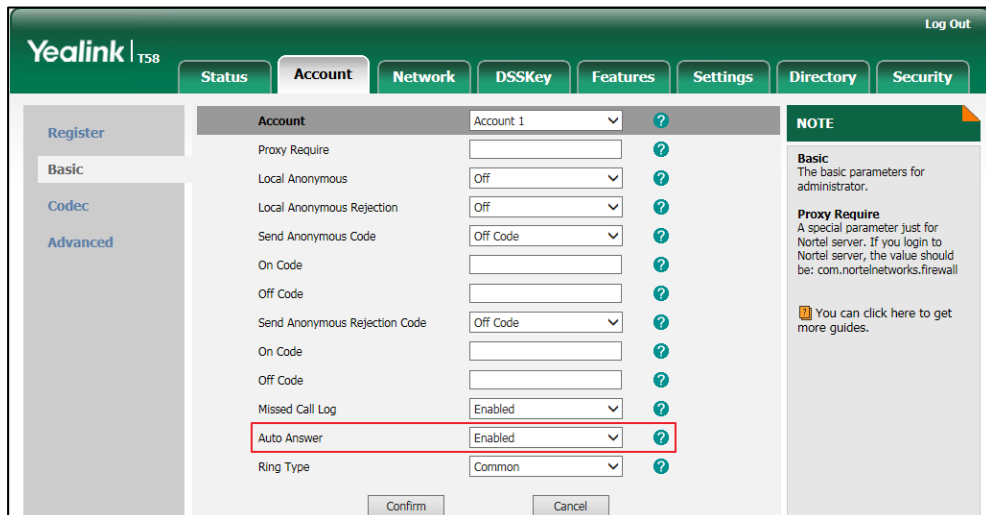 Log Out
Yealink | T58
Status Account Network DSSKey Features Settings Directory Security
Register
Basic
Codec
Advanced
Account Account 1 ?
Proxy Require ?
Local Anonymous Off ?
Local Anonymous Rejection Off ?
Send Anonymous Code Off Code ?
On Code ?
Off Code ?
Send Anonymous Rejection Code Off Code ?
On Code ?
Off Code ?
Missed Call Log Enabled ?
Auto Answer Enabled ?
Ring Type Common ?
Confirm Cancel
NOTE
Basic
The basic parameters for
administrator.
Proxy Require
A special parameter just for
Nortel server. If you login to
Nortel server, the value should
be: com.nortelnetworks.firewall
? You can click here to get
more guides.